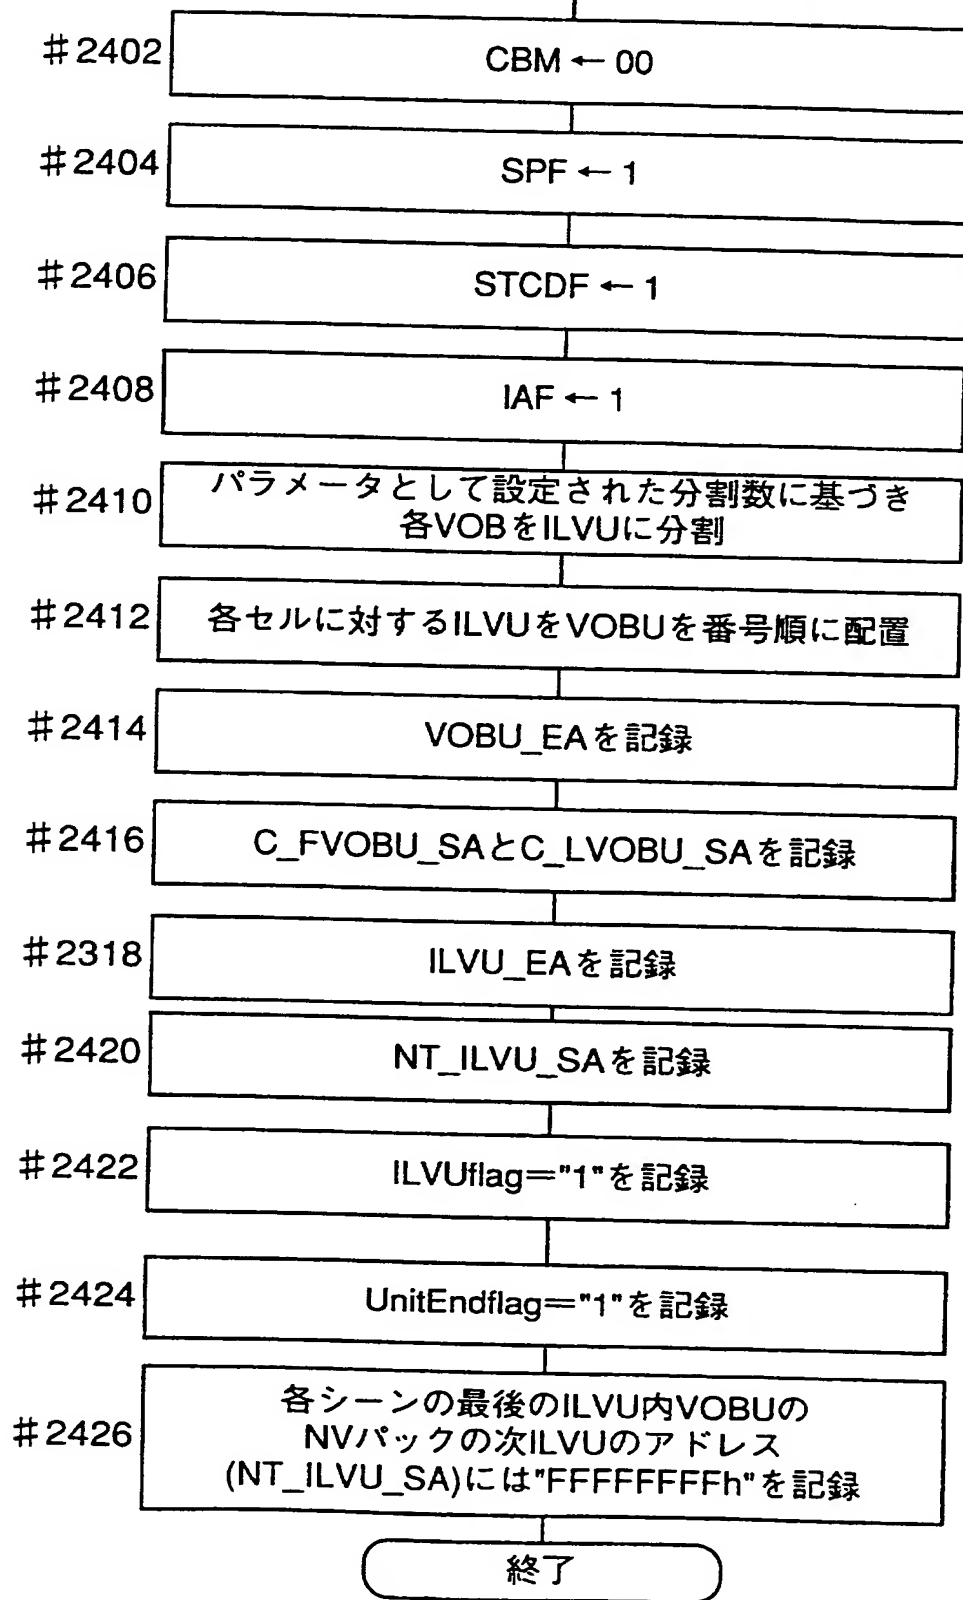 #2402
CBM ← 00
#2404
SPF ← 1
#2406
STCDF ← 1
#2408
IAF ← 1
#2410
パラメータとして設定された分割数に基づき
各VOBをILVUに分割
#2412
各セルに対するILVUをVOBUを番号順に配置
#2414
VOBU_EAを記録
#2416
C_FVOBU_SAとC_LVOBU_SAを記録
#2318
ILVU_EAを記録
#2420
NT_ILVU_SAを記録
#2422
ILVUflag="1"を記録
#2424
UnitEndflag="1"を記録
#2426
各シーンの最後のILVU内VOBUの
NVパックの次ILVUのアドレス
(NT_ILVU_SA)には"FFFFFFFFh"を記録
終了